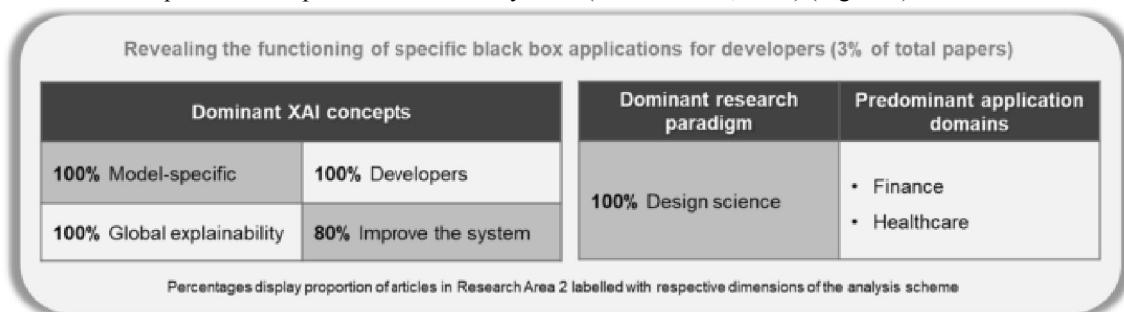 Revealing the functioning of specific black box applications for developers (3% of total papers)
Dominant XAI concepts
100% Model-specific
100% Developers
100% Global explainability
80% Improve the system
Dominant research
paradigm
100% Design science
Predominant application
domains
• Finance
• Healthcare
Percentages display proportion of articles in Research Area 2 labelled with respective dimensions of the analysis scheme